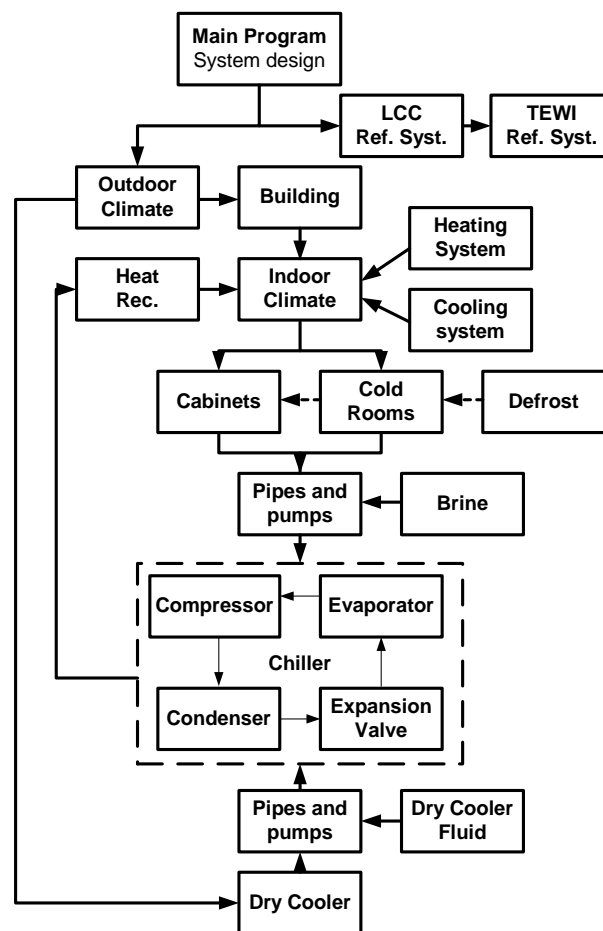 Main Program
System design
LCC
Ref. Syst.
TEWI
Ref. Syst.
Outdoor
Climate
Building
Heating
System
Heat
Rec.
Indoor
Climate
Cooling
system
Cabinets
Cold
Rooms
Defrost
Pipes and
pumps
Brine
Compressor
Evaporator
Chiller
Condenser
Expansion
Valve
Pipes and
pumps
Dry Cooler
Fluid
Dry Cooler